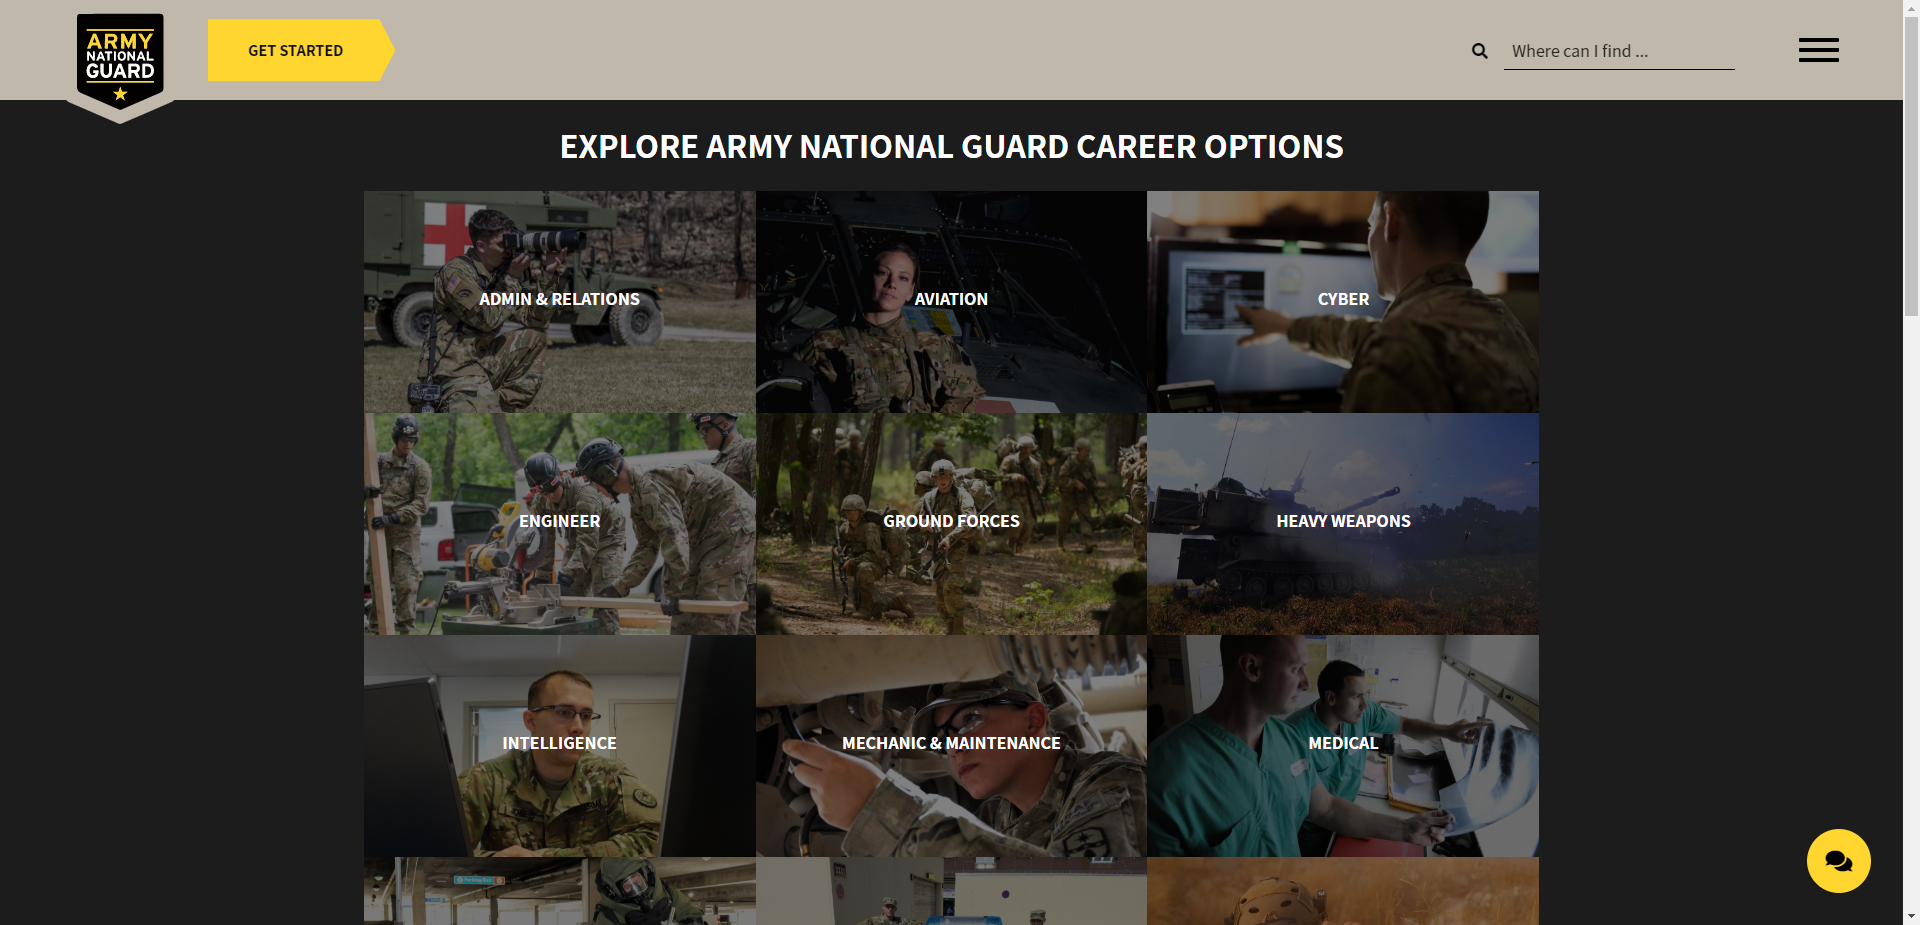 ARMY
NATIONAL
GUARD
GET STARTED
Where can I find ...
EXPLORE ARMY NATIONAL GUARD CAREER OPTIONS
ADMIN & RELATIONS
AVIATION
CYBER
ENGINEER
GROUND FORCES
HEAVY WEAPONS
INTELLIGENCE
MECHANIC & MAINTENANCE
MEDICAL